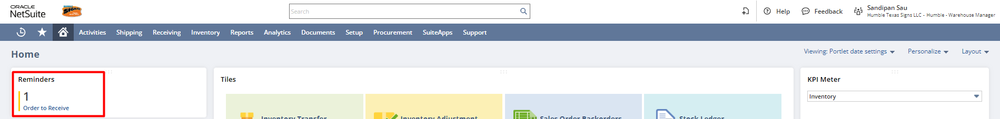 ORACLE
NetSuite
SIGNS
Search
Help
Feedback
Sandipan Sau
Humble Texas Signs LLC - Humble - Warehouse Manager
Activities Shipping Receiving Inventory Reports Analytics Documents Setup Procurement SuiteApps Support
Home
Viewing: Portlet date settings Personalize Layout
Reminders
1
Order to Receive
Tiles
Inventory Transfer
Inventory Adjustment
Sales Order Backorders
Stock Ledger
KPI Meter
Inventory